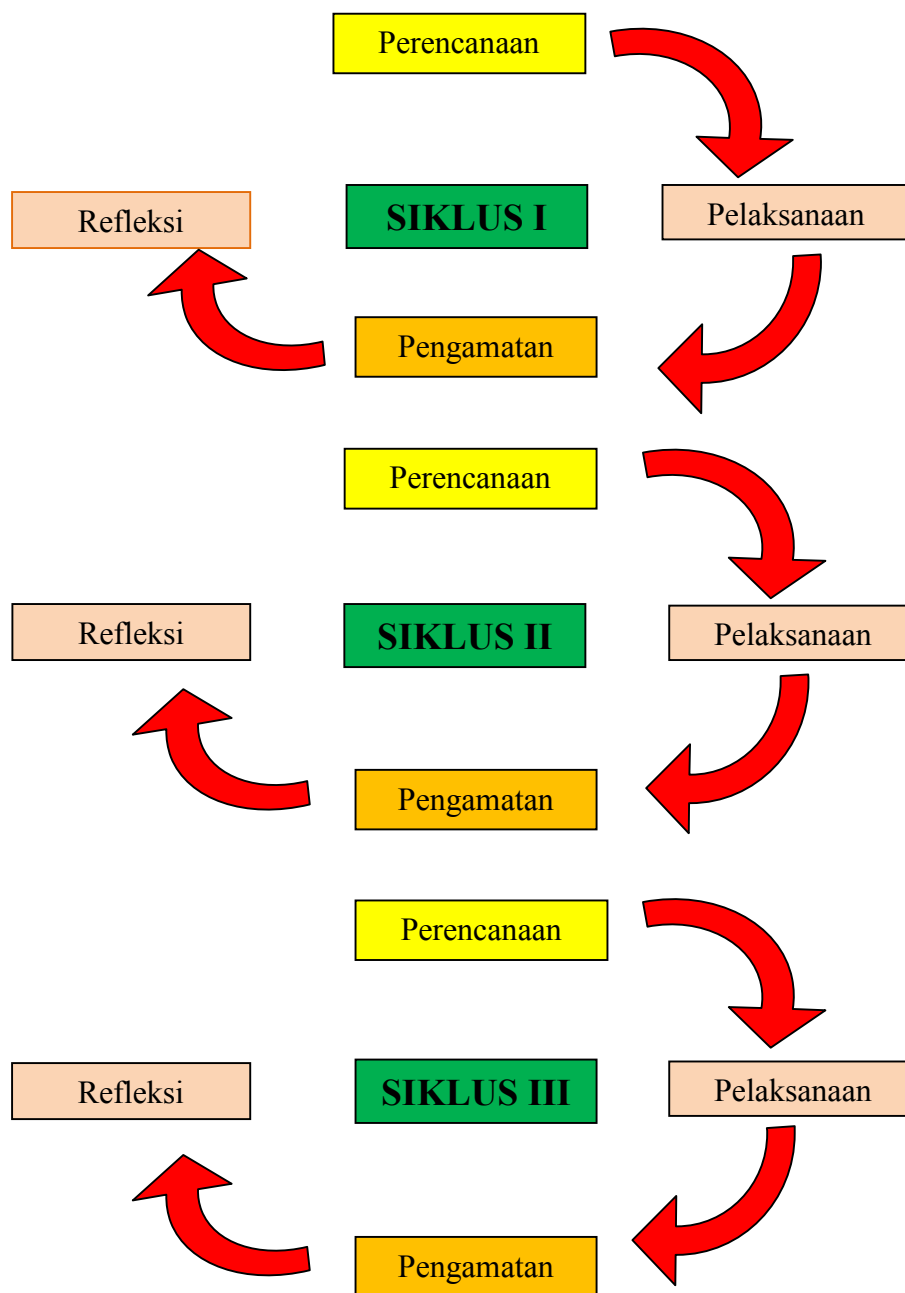 Perencanaan
Refleksi
SIKLUS I
Pelaksanaan
Pengamatan
Perencanaan
Refleksi
SIKLUS II
Pelaksanaan
Pengamatan
Perencanaan
Refleksi
SIKLUS III
Pelaksanaan
Pengamatan